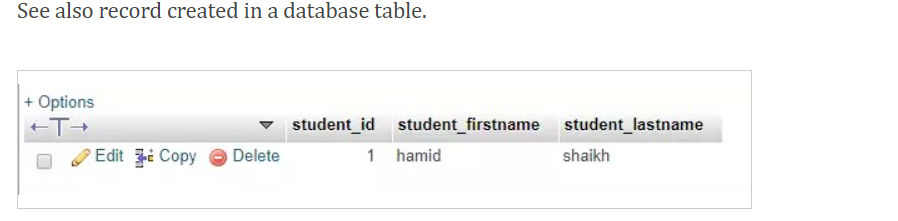 See also record created in a database table.
+ Options
←T→ student_id student_firstname student_lastname
Edit Copy Delete 1 hamid shaikh